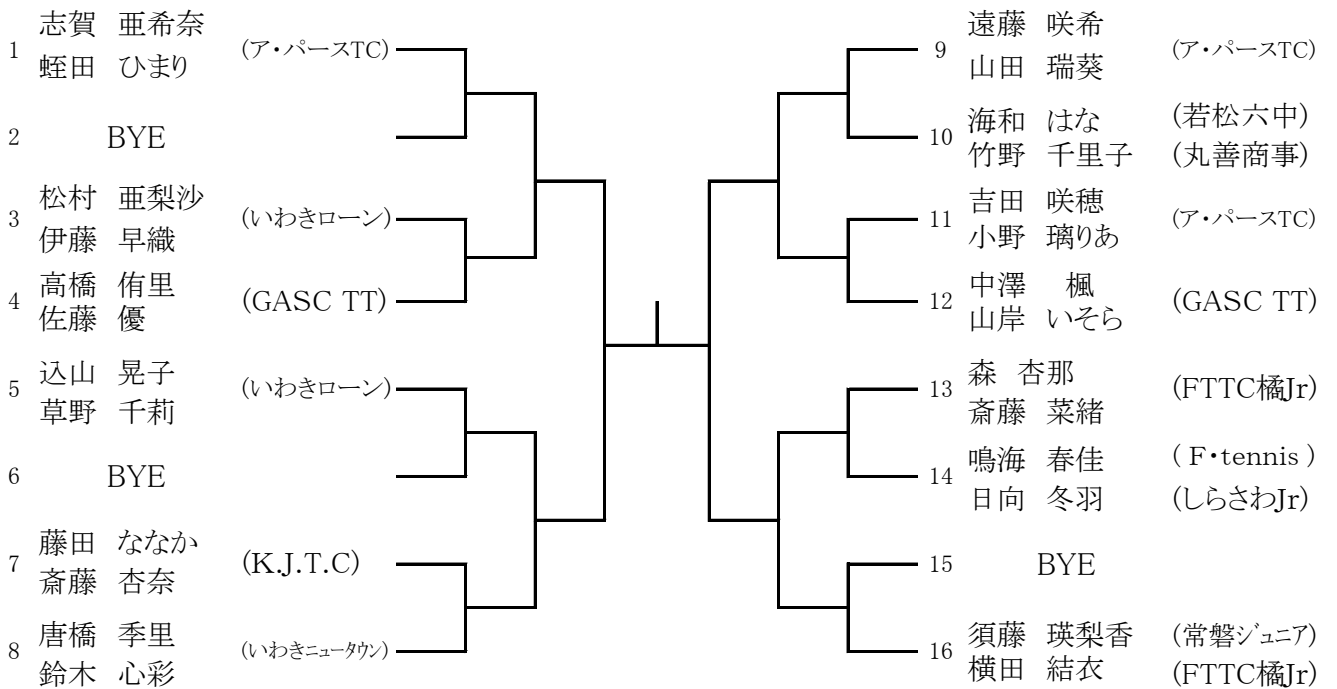 志賀 亜希奈
1 (ア・パースTC)
蛭田 ひまり
2 BYE
松村 亜梨沙
3 (いわきローン)
伊藤 早織
高橋 侑里
4 (GASC TT)
佐藤 優
込山 晃子
5 (いわきローン)
草野 千莉
6 BYE
藤田 ななか
7 (K.J.T.C)
斎藤 杏奈
唐橋 季里
8 (いわきニュータウン)
鈴木 心彩
遠藤 咲希
9 (ア・パースTC)
山田 瑞葵
海和 はな (若松六中)
10
竹野 千里子 (丸善商事)
吉田 咲穂
11 (ア・パースTC)
小野 璃りあ
中澤 楓
12 (GASC TT)
山岸 いそら
森 杏那
13 (FTTC橘Jr)
斎藤 菜緒
鳴海 春佳 (F・tennis)
14
日向 冬羽 (しらさわJr)
15 BYE
須藤 瑛梨香 (常磐ジュニア)
16
横田 結衣 (FTTC橘Jr)